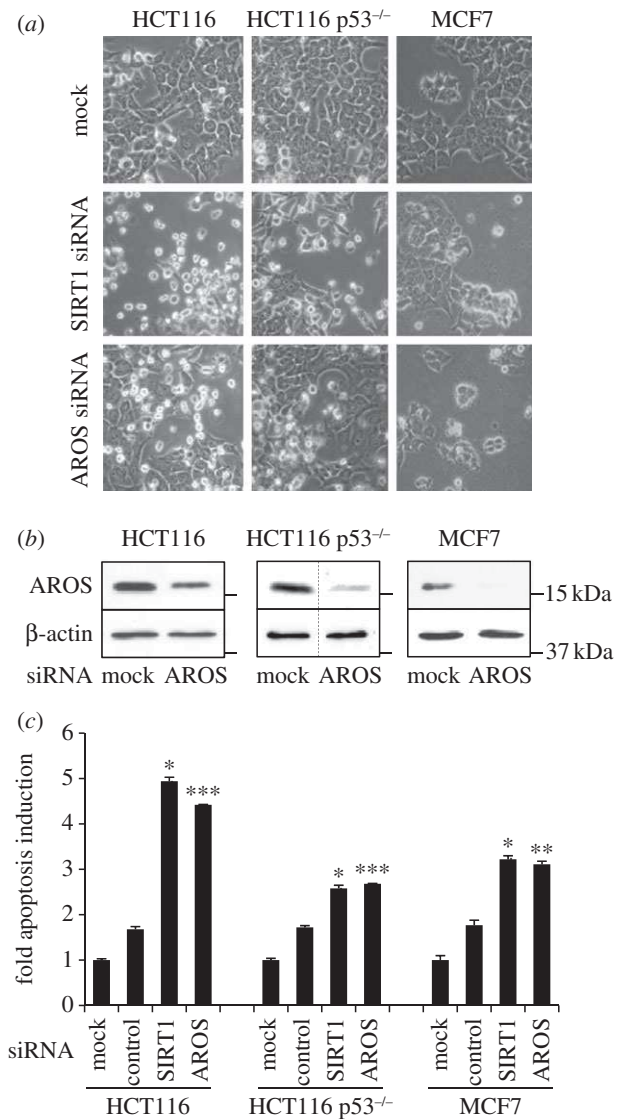 (a) HCT116 HCT116 p53–/– MCF7
mock
SIRT1 siRNA
AROS siRNA
(b) HCT116 HCT116 p53–/– MCF7
AROS 15 kDa
β-actin 37 kDa
siRNA mock AROS mock AROS mock AROS
(c)
fold apoptosis induction
6
5
4
3
2
1
0
* *** * *** * **
siRNA mock control SIRT1 AROS mock control SIRT1 AROS mock control SIRT1 AROS
HCT116 HCT116 p53–/– MCF7